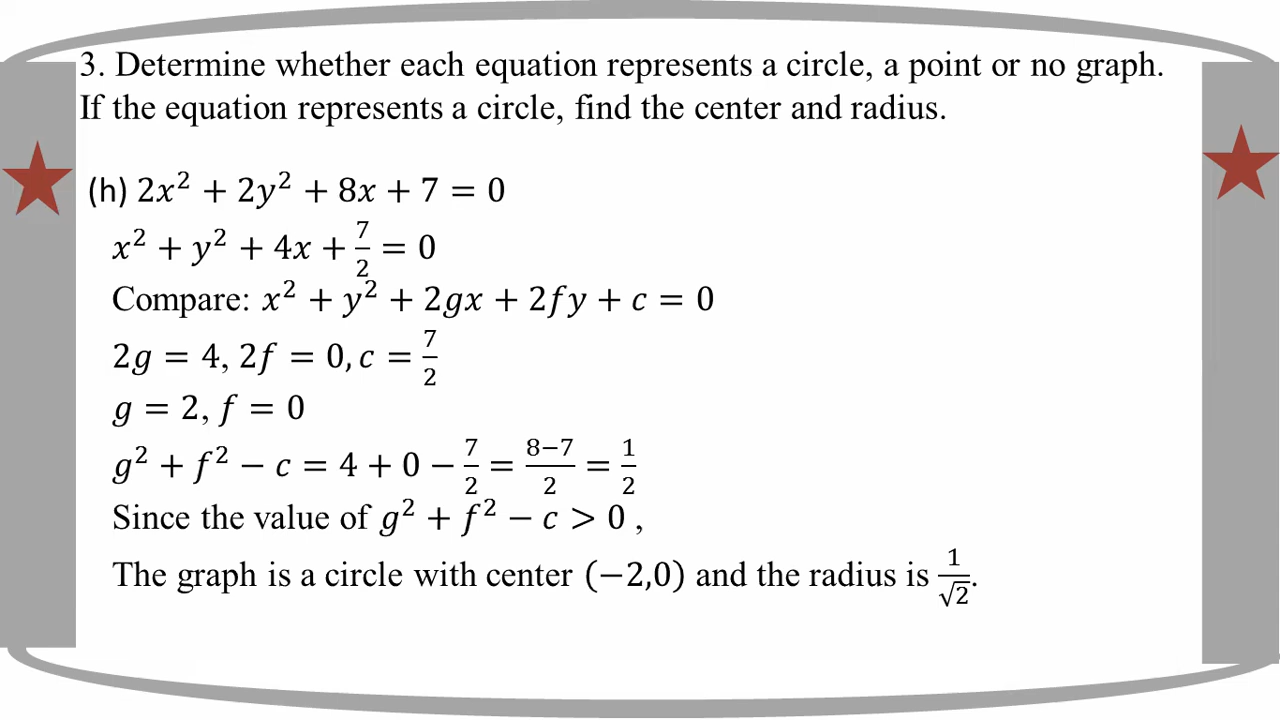 3. Determine whether each equation represents a circle, a point or no graph.
If the equation represents a circle, find the center and radius.
(h) 2x² + 2y² + 8x + 7 = 0
x² + y² + 4x + 7/2 = 0
Compare: x² + y² + 2gx + 2fy + c = 0
2g = 4, 2f = 0, c = 7/2
g = 2, f = 0
g² + f² − c = 4 + 0 − 7/2 = (8−7)/2 = 1/2
Since the value of g² + f² − c > 0 ,
The graph is a circle with center (−2,0) and the radius is 1/√2.